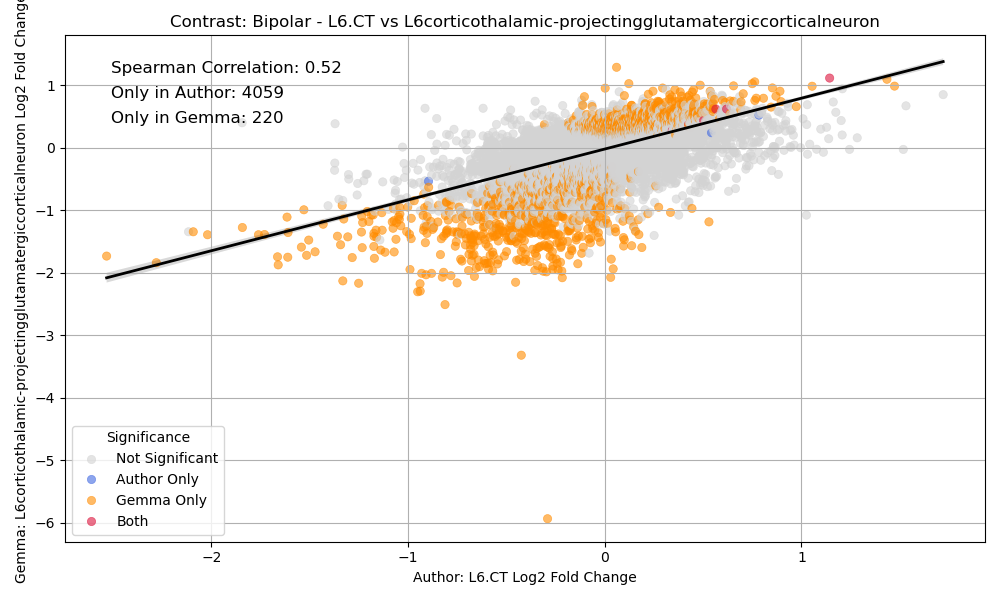 Contrast: Bipolar - L6.CT vs L6corticothalamic-projectingglutamatergiccorticalneuron
Gemma: L6corticothalamic-projectingglutamatergiccorticalneuron Log2 Fold Change
Spearman Correlation: 0.52
Only in Author: 4059
Only in Gemma: 220
1
0
−1
−2
−3
−4
−5
−6
Significance
Not Significant
Author Only
Gemma Only
Both
−2
−1
0
1
Author: L6.CT Log2 Fold Change